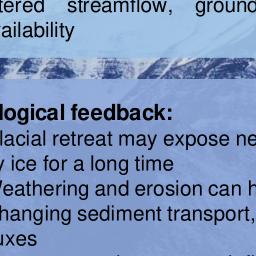 tered streamflow, ground
ailability
logical feedback:
lacial retreat may expose ne
y ice for a long time
eathering and erosion can h
hanging sediment transport,
uxes